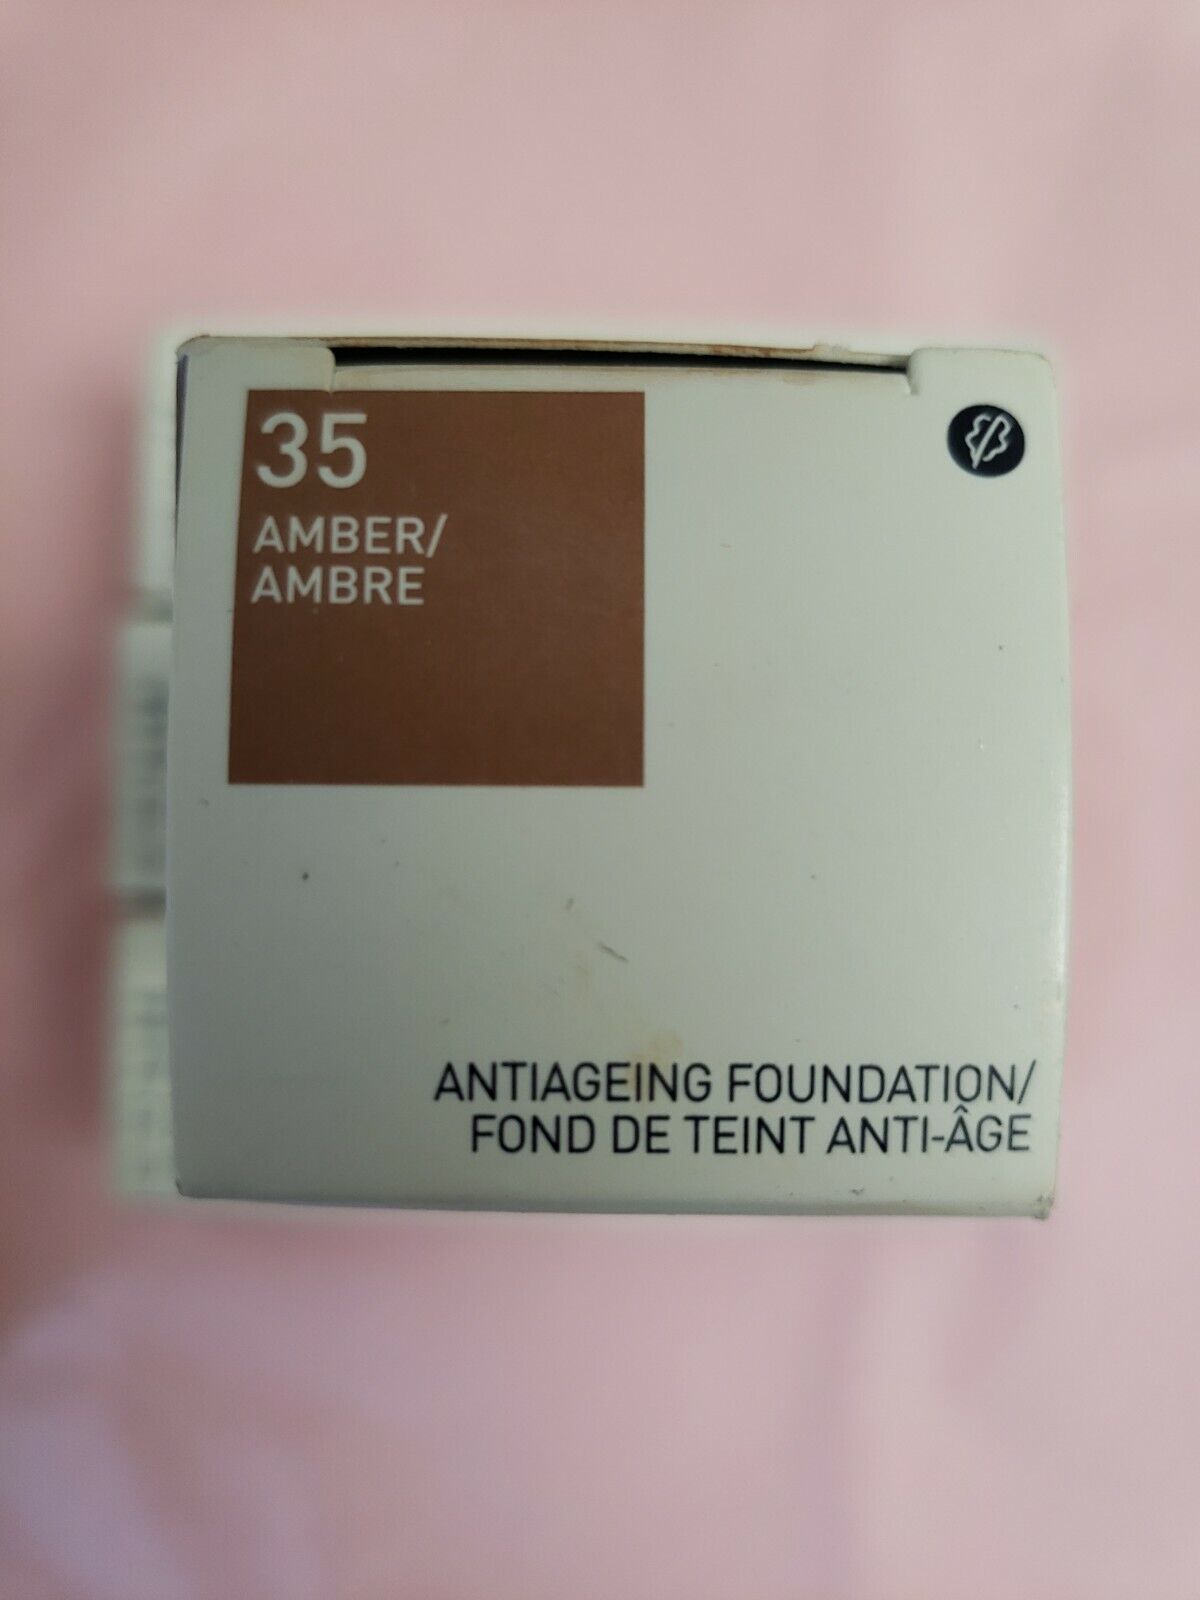 35
AMBER/
AMBRE
ANTIAGEING FOUNDATION/
FOND DE TEINT ANTI-ÂGE